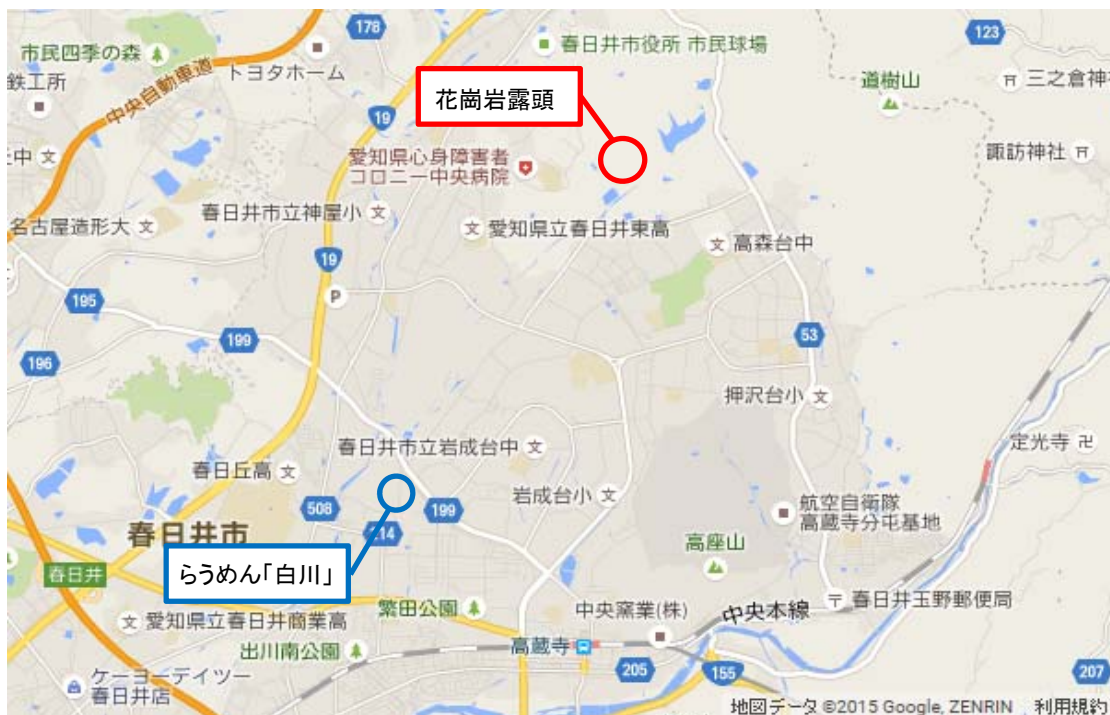 178
123
市民四季の森
春日井市役所 市民球場
鉄工所
トヨタホーム
道樹山
三之倉神
中央自動車道
花崗岩露頭
19
上中
愛知県心身障害者
コロニー中央病院
諏訪神社
春日井市立神屋小
名古屋造形大
愛知県立春日井東高
高森台中
19
195
P
199
53
196
押沢台小
春日井市立岩成台中
定光寺
春日丘高
岩成台小
508
199
航空自衛隊
高蔵寺分屯基地
春日井市
214
高座山
らうめん「白川」
春日井
繁田公園
中央窯業(株)
中央本線
春日井玉野郵便局
愛知県立春日井商業高
出川南公園
高蔵寺
ケーヨーデイツー
春日井店
205
155
207
地図データ ©2015 Google, ZENRIN
利用規約